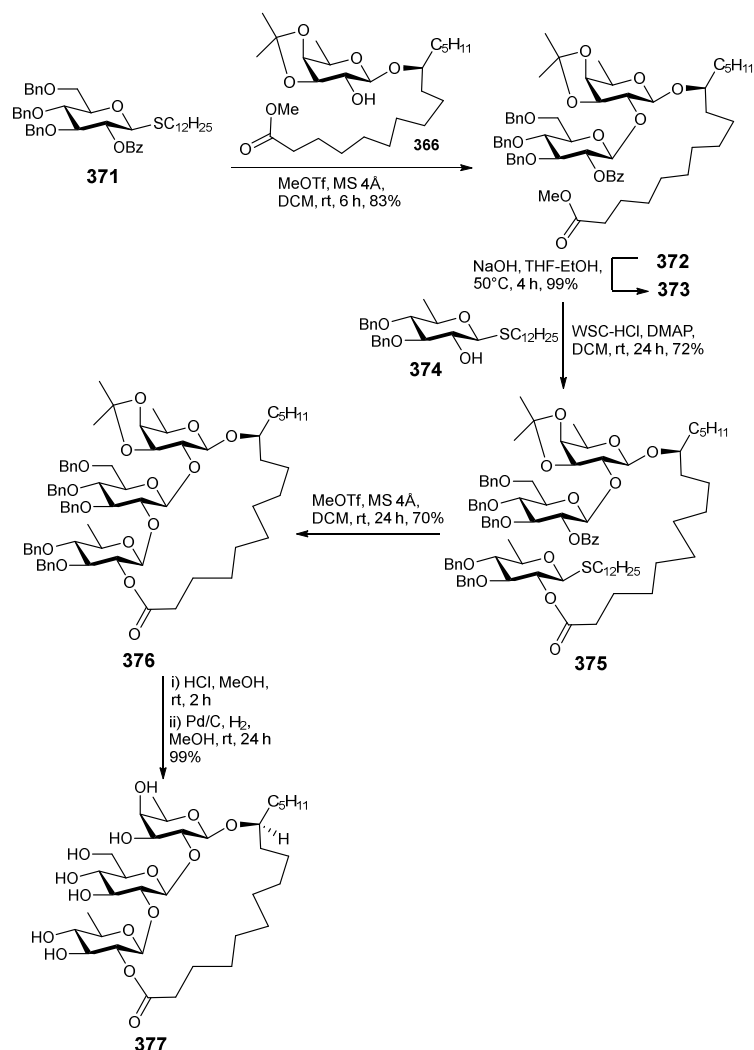 O
O
O
O
C5H11
OH
OMe
O
366
BnO
BnO
BnO
O
SC12H25
OBz
371
MeOTf, MS 4Å,
DCM, rt, 6 h, 83%
O
O
O
O
C5H11
O
BnO
BnO
BnO
O
OBz
MeO
O
NaOH, THF-EtOH,
50°C, 4 h, 99%
372
373
BnO
BnO
O
SC12H25
OH
374
WSC-HCl, DMAP,
DCM, rt, 24 h, 72%
O
O
O
O
C5H11
O
BnO
BnO
BnO
O
O
BnO
BnO
O
O
O
376
MeOTf, MS 4Å,
DCM, rt, 24 h, 70%
O
O
O
O
C5H11
O
BnO
BnO
BnO
O
OBz
BnO
BnO
O
SC12H25
O
O
375
i) HCl, MeOH,
rt, 2 h
ii) Pd/C, H2,
MeOH, rt, 24 h
99%
OH
HO
O
O
C5H11
H
O
HO
HO
HO
O
O
HO
HO
O
O
O
377